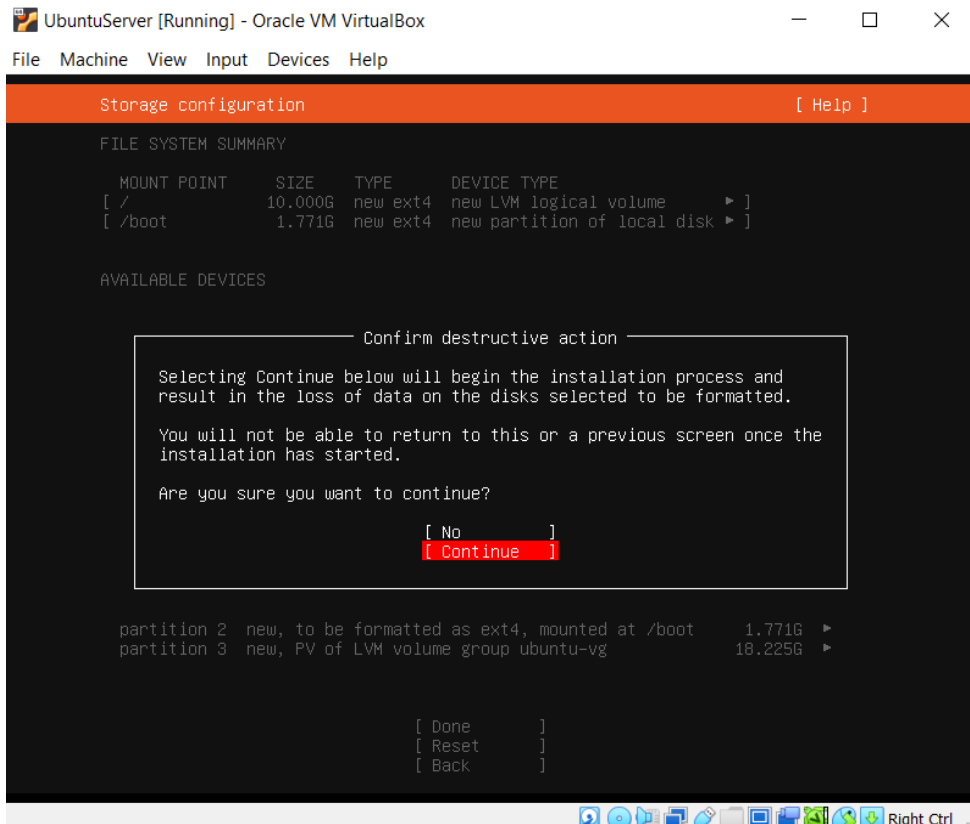 UbuntuServer [Running] - Oracle VM VirtualBox
File Machine View Input Devices Help
Storage configuration [ Help ]
FILE SYSTEM SUMMARY
MOUNT POINT SIZE TYPE DEVICE TYPE
[ / 10.000G new ext4 new LVM logical volume ▸ ]
[ /boot 1.771G new ext4 new partition of local disk ▸ ]
AVAILABLE DEVICES
Confirm destructive action
Selecting Continue below will begin the installation process and
result in the loss of data on the disks selected to be formatted.
You will not be able to return to this or a previous screen once the
installation has started.
Are you sure you want to continue?
[ No ]
[ Continue ]
partition 2 new, to be formatted as ext4, mounted at /boot 1.771G ▸
partition 3 new, PV of LVM volume group ubuntu-vg 18.225G ▸
[ Done ]
[ Reset ]
[ Back ]
Right Ctrl